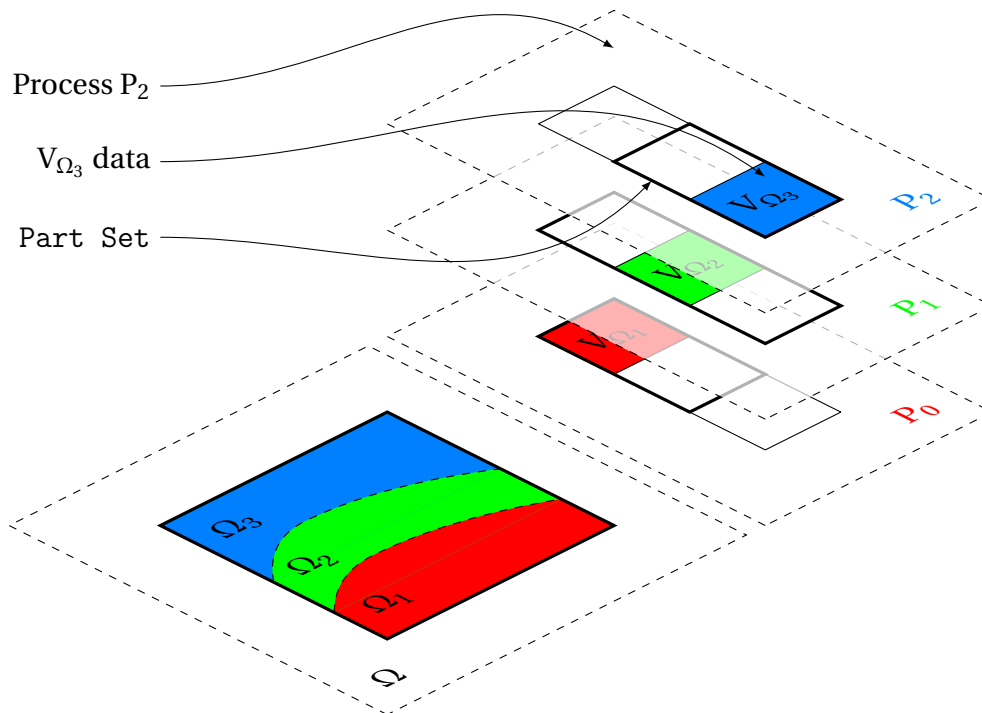 Process P₂
V_Ω₃ data
Part Set
V_Ω₃
P₂
V_Ω₂
P₁
V_Ω₁
P₀
Ω₃
Ω₂
Ω₁
Ω